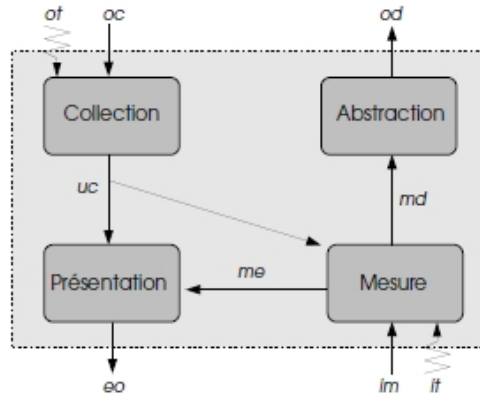 ot oc od
Collection Abstraction
uc md
Présentation me Mesure
eo im it